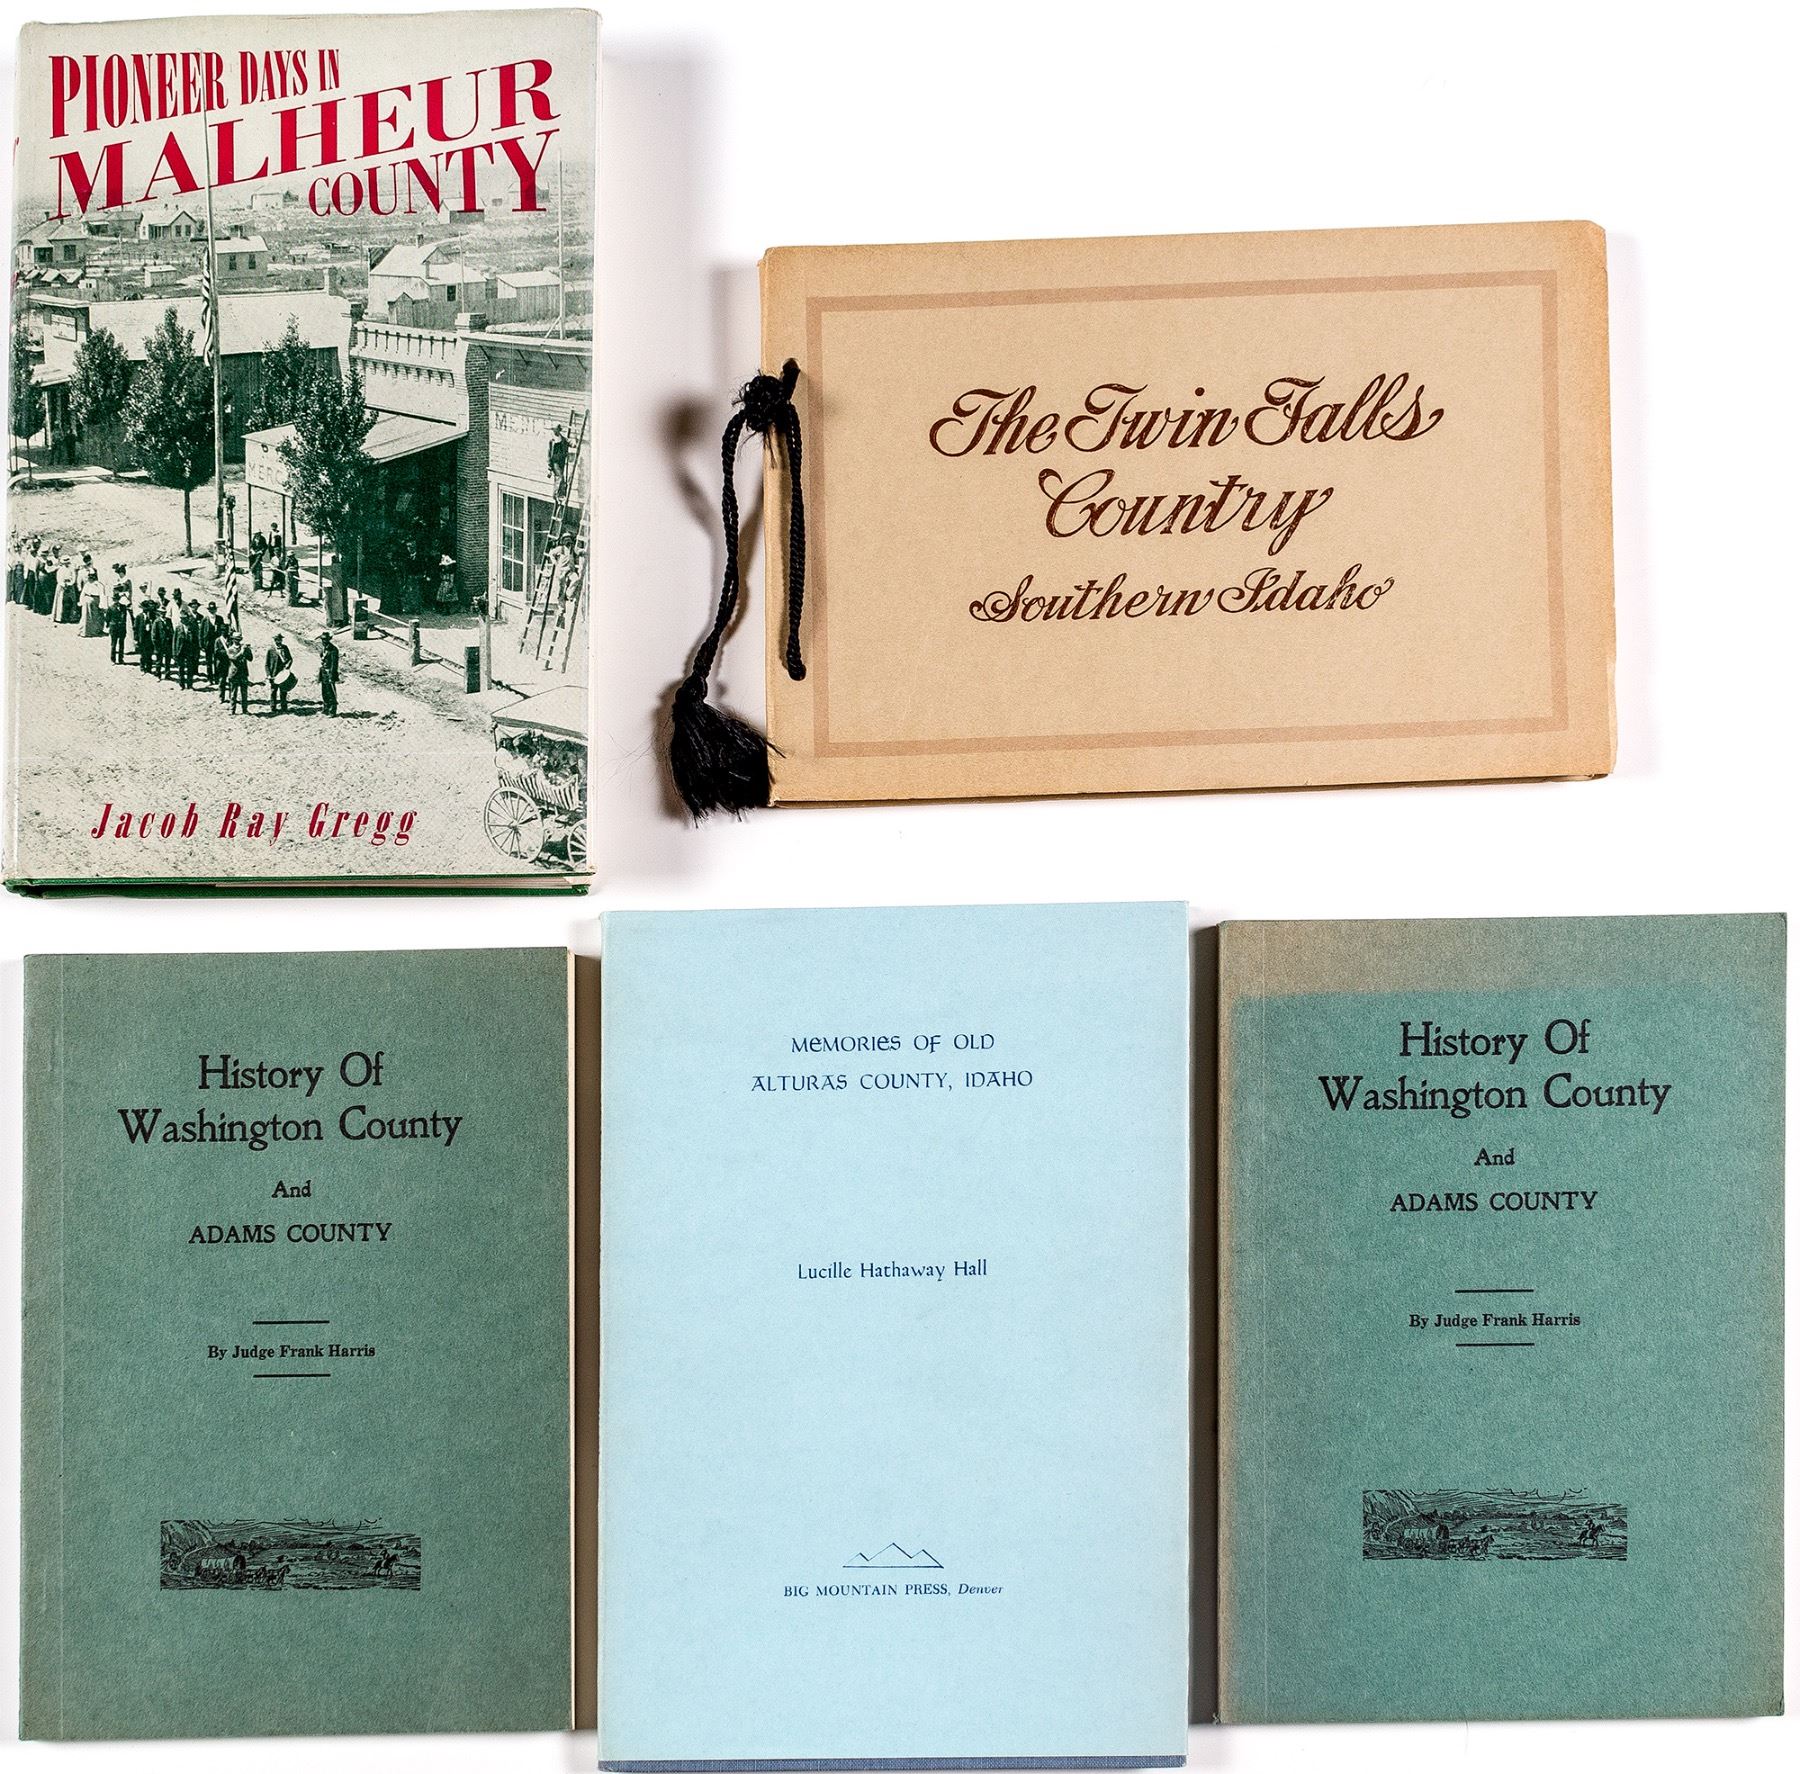 PIONEER DAYS IN
MALHEUR
COUNTY
MERC
Jacob Ray Gregg
The Twin Falls
Country
Southern Idaho
History Of
Washington County
And
ADAMS COUNTY
By Judge Frank Harris
MEMORIES OF OLD
ALTURAS COUNTY, IDAHO
Lucille Hathaway Hall
BIG MOUNTAIN PRESS, Denver
History Of
Washington County
And
ADAMS COUNTY
By Judge Frank Harris